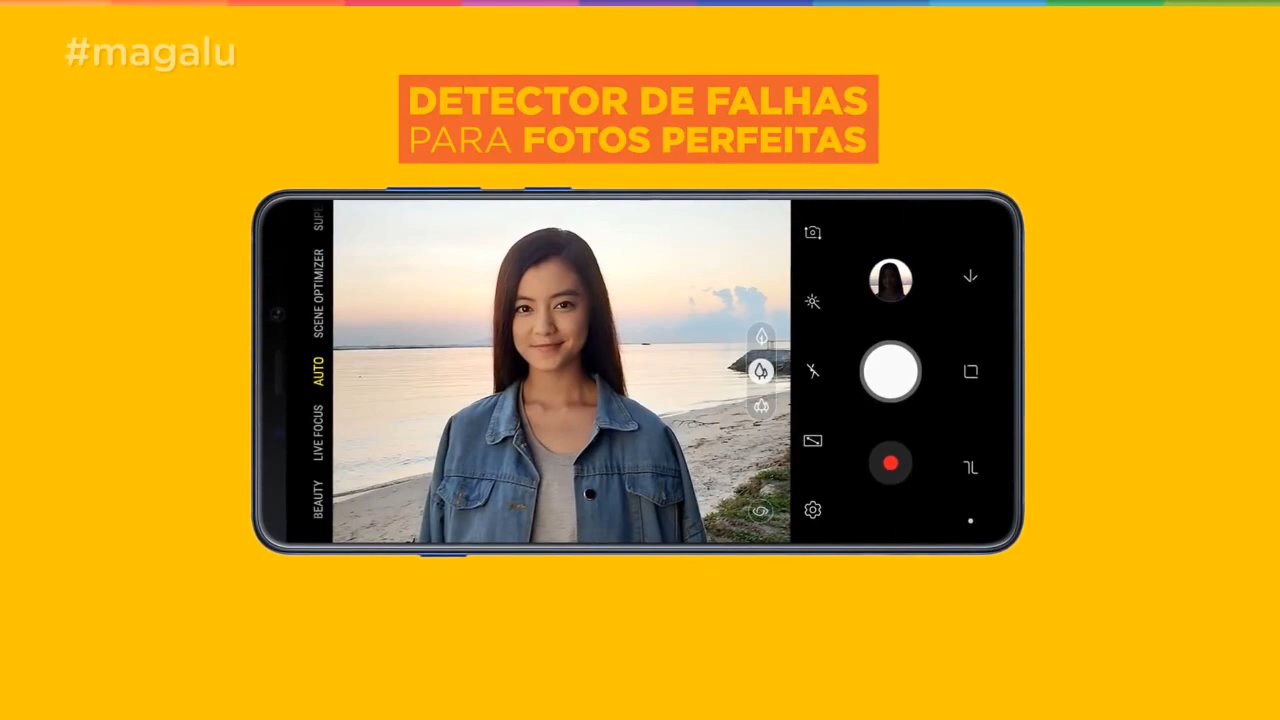 #magalu
DETECTOR DE FALHAS
PARA FOTOS PERFEITAS
SCENE OPTIMIZER
AUTO
LIVE FOCUS
BEAUTY